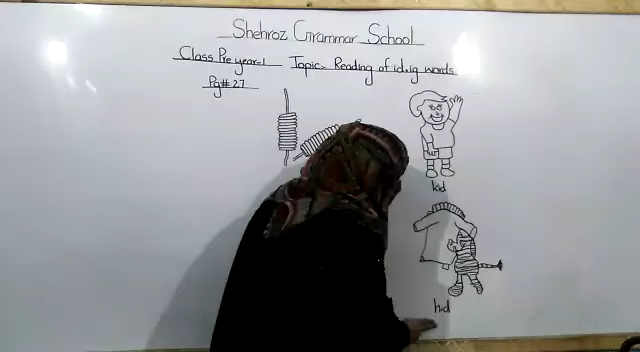 Shehroz Grammar School
Class Pre year-1 Topic:- Reading of id,ig words
Pg# 27
kid
hid